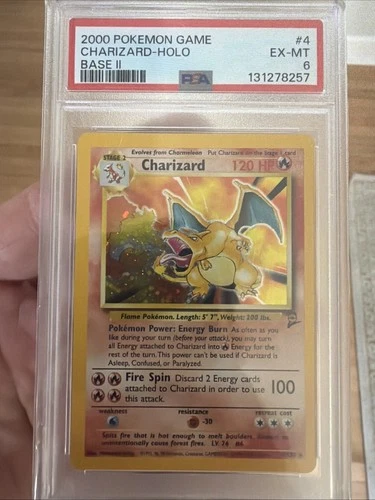 2000 POKEMON GAME #4
CHARIZARD-HOLO EX-MT
BASE II 6
PSA 131278257
Evolves from Charmeleon Put Charizard on the Stage 1 card
STAGE 2
Charizard 120 HP
Flame Pokémon. Length: 5' 7", Weight: 200 lbs.
Pokémon Power: Energy Burn As often as you
like during your turn (before your attack), you may turn
all Energy attached to Charizard into Energy for the
rest of the turn. This power can't be used if Charizard is
Asleep, Confused, or Paralyzed.
Fire Spin Discard 2 Energy cards
attached to Charizard in order to use 100
this attack.
weakness resistance retreat cost
-30
Spits fire that is hot enough to melt boulders. Known to
unintentionally cause forest fires. LV. 76 #6